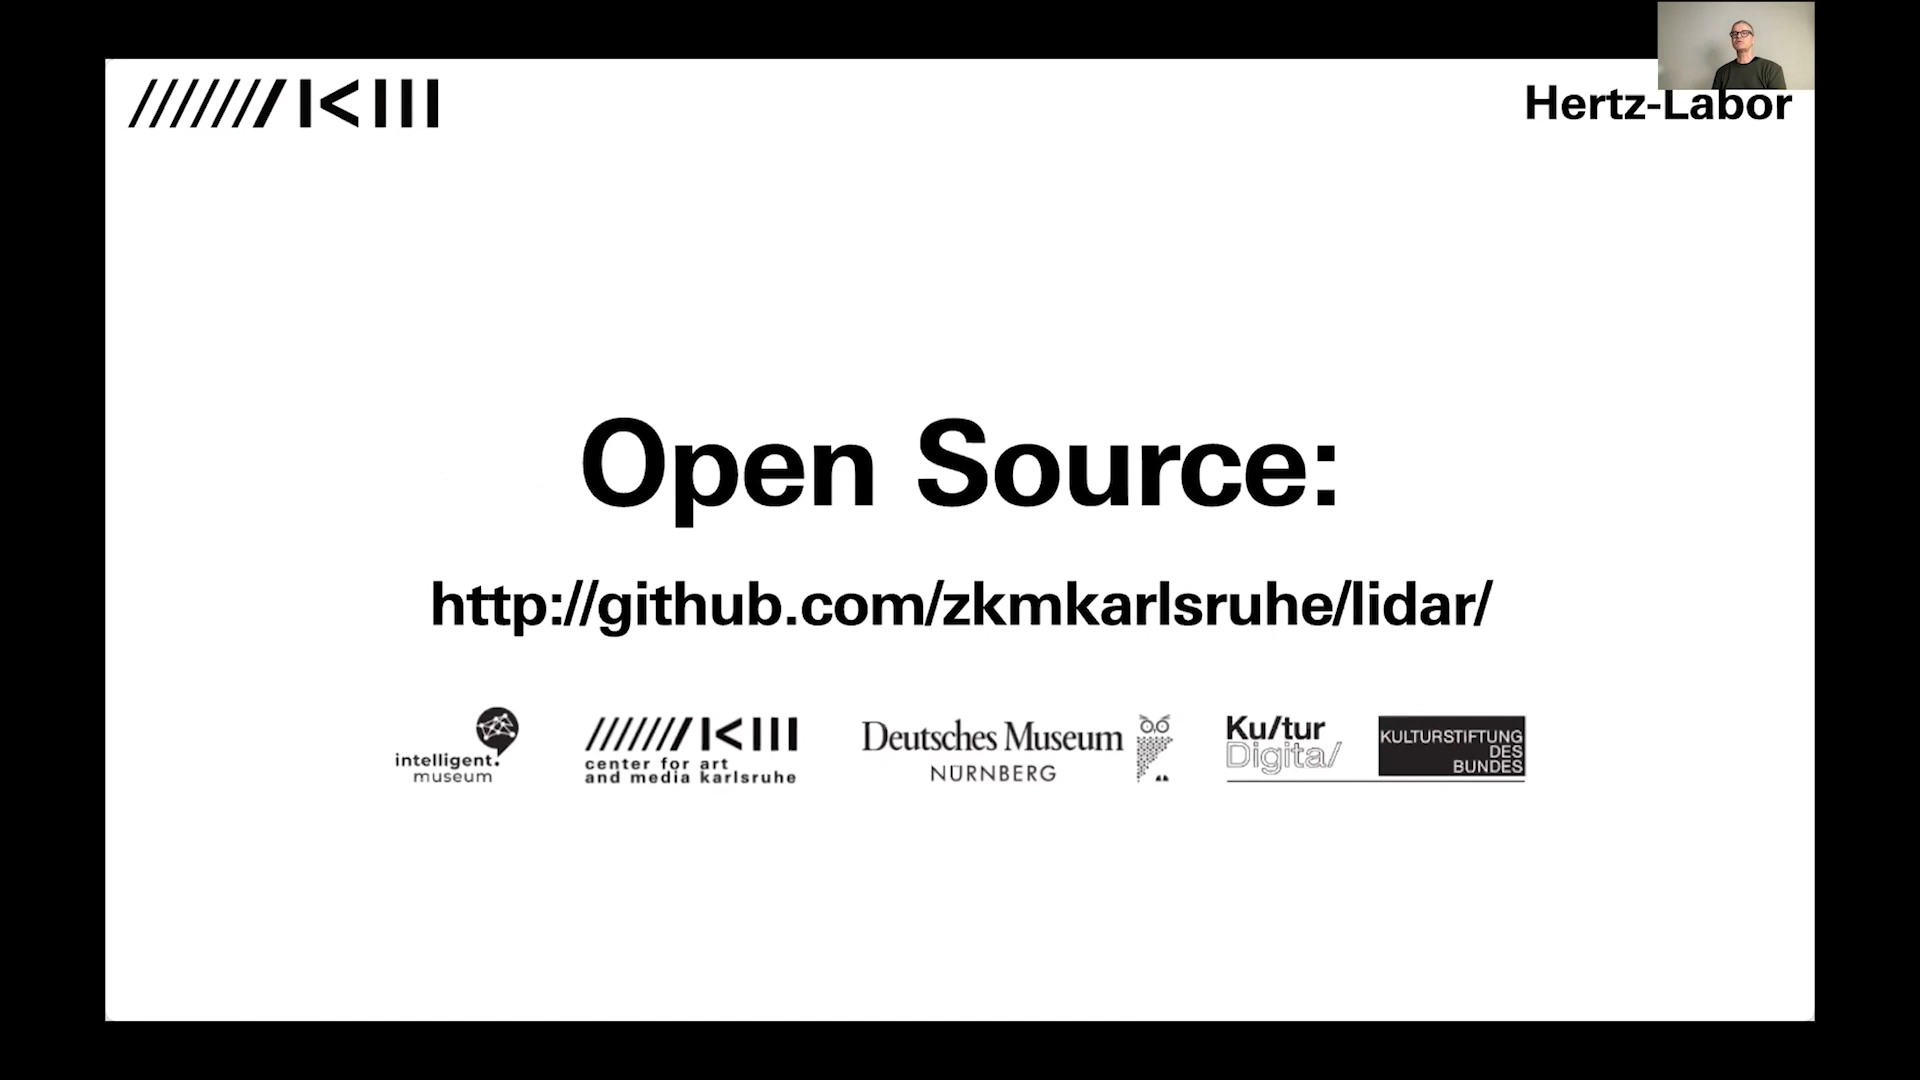 Hertz-Labor
Open Source:
http://github.com/zkmkarlsruhe/lidar/
intelligent.
museum
center for art
and media karlsruhe
Deutsches Museum
NÜRNBERG
Ku/tur
Digita/
KULTURSTIFTUNG
DES
BUNDES